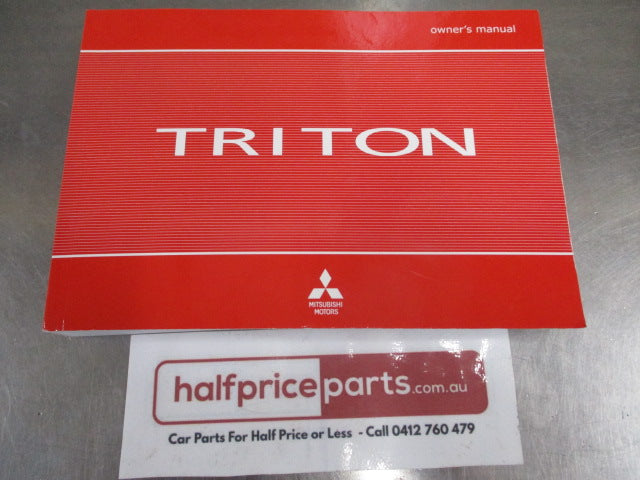 owner's manual
TRITON
MITSUBISHI
MOTORS
halfpriceparts.com.au
Car Parts For Half Price or Less - Call 0412 760 479